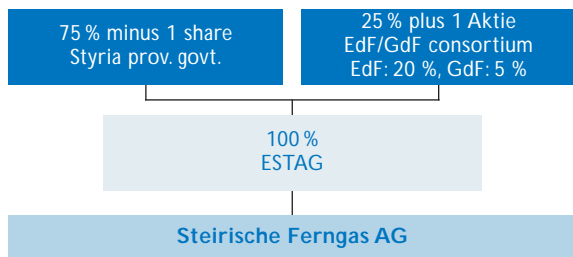 75 % minus 1 share
Styria prov. govt.
25 % plus 1 Aktie
EdF/GdF consortium
EdF: 20 %, GdF: 5 %
100 %
ESTAG
Steirische Ferngas AG